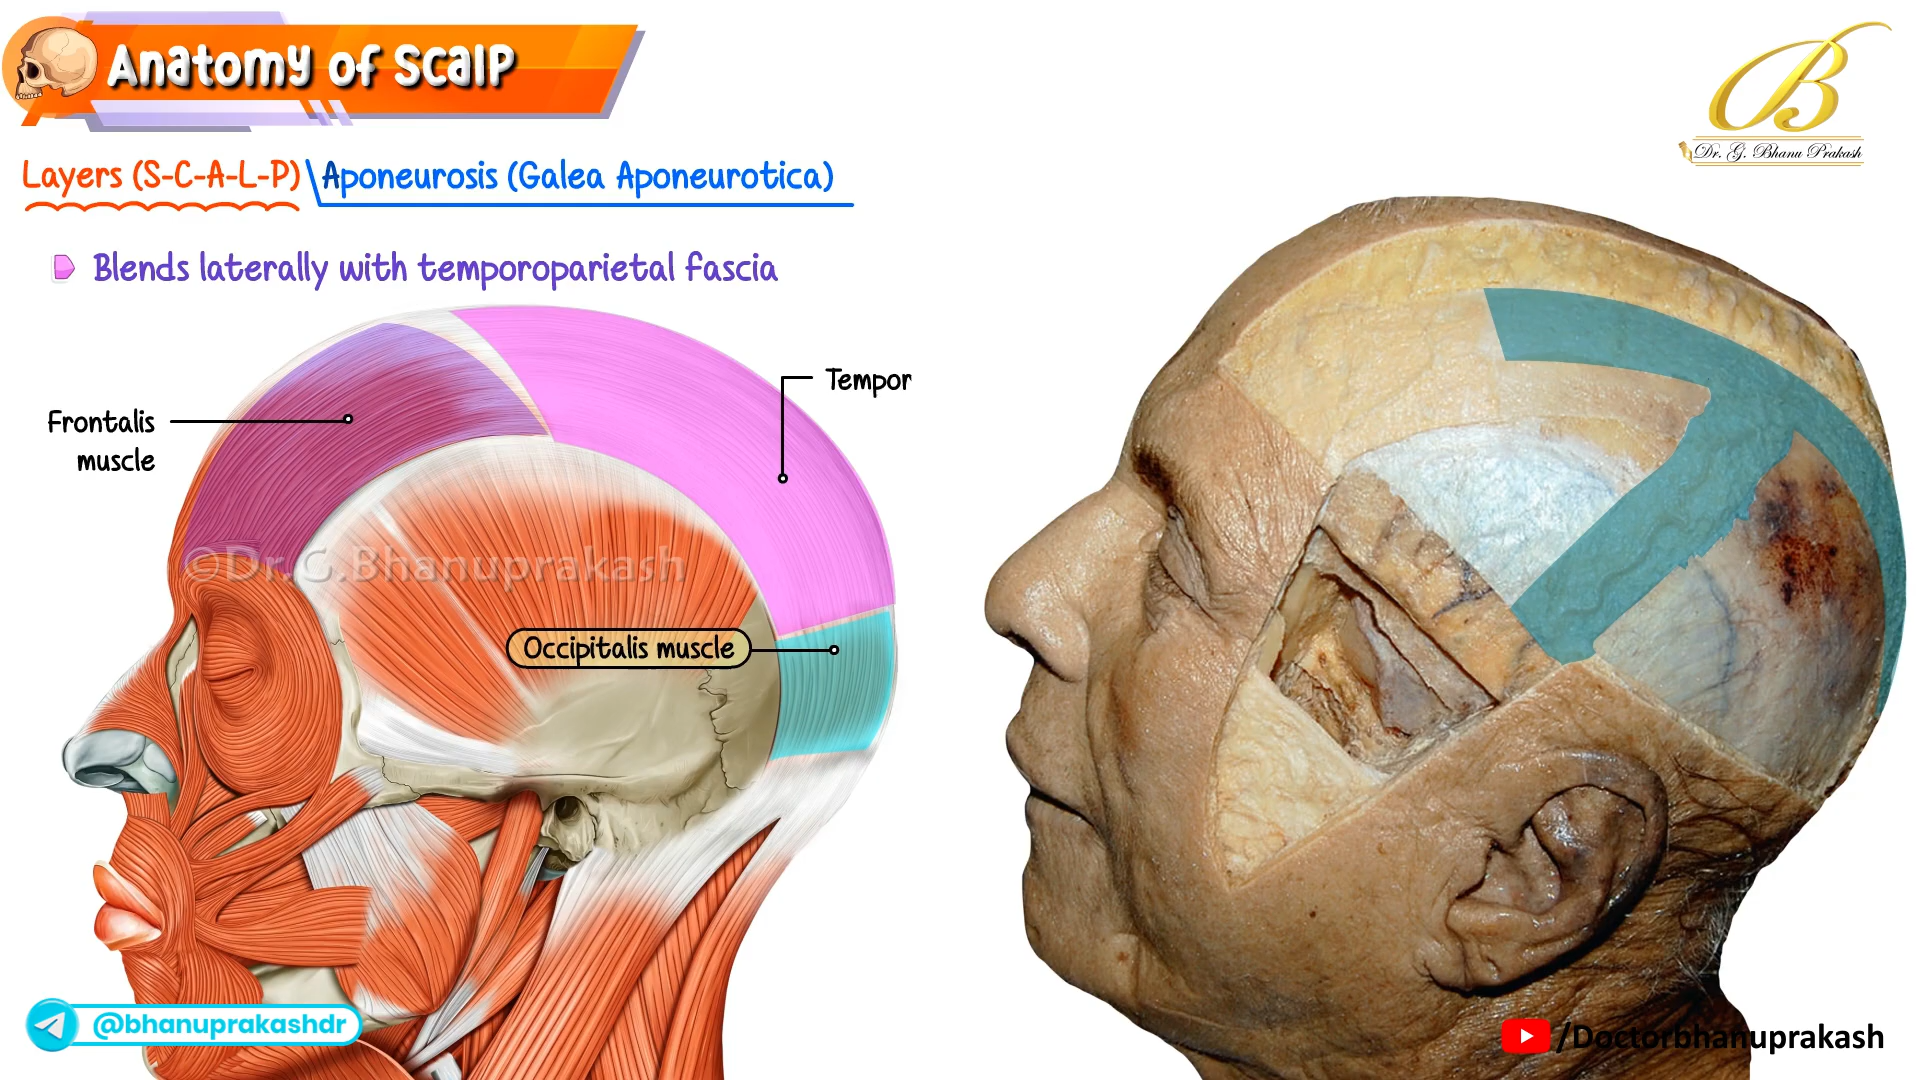 Anatomy of Scalp
Dr. G. Bhanu Prakash
Layers (S-C-A-L-P) Aponeurosis (Galea Aponeurotica)
Blends laterally with temporoparietal fascia
Tempor
Frontalis
muscle
©Dr.G.Bhanuprakash
Occipitalis muscle
@bhanuprakashdr
/Doctorbhanuprakash